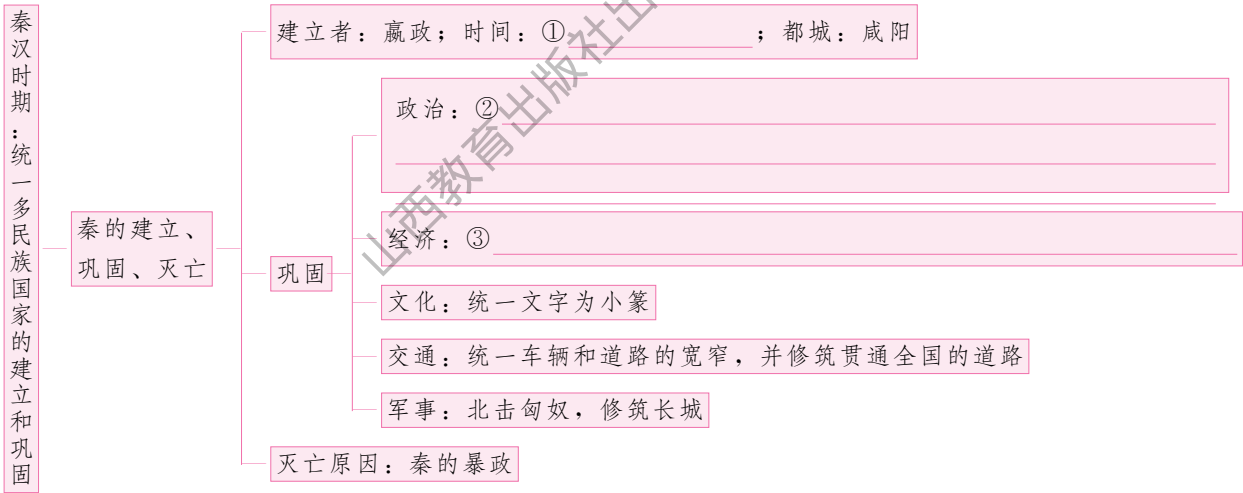 秦汉时期：统一多民族国家的建立和巩固
秦的建立、
巩固、灭亡
建立者：嬴政；时间：①；都城：咸阳
巩固
政治：②
经济：③
文化：统一文字为小篆
交通：统一车辆和道路的宽窄，并修筑贯通全国的道路
军事：北击匈奴，修筑长城
灭亡原因：秦的暴政
山西教育出版社出